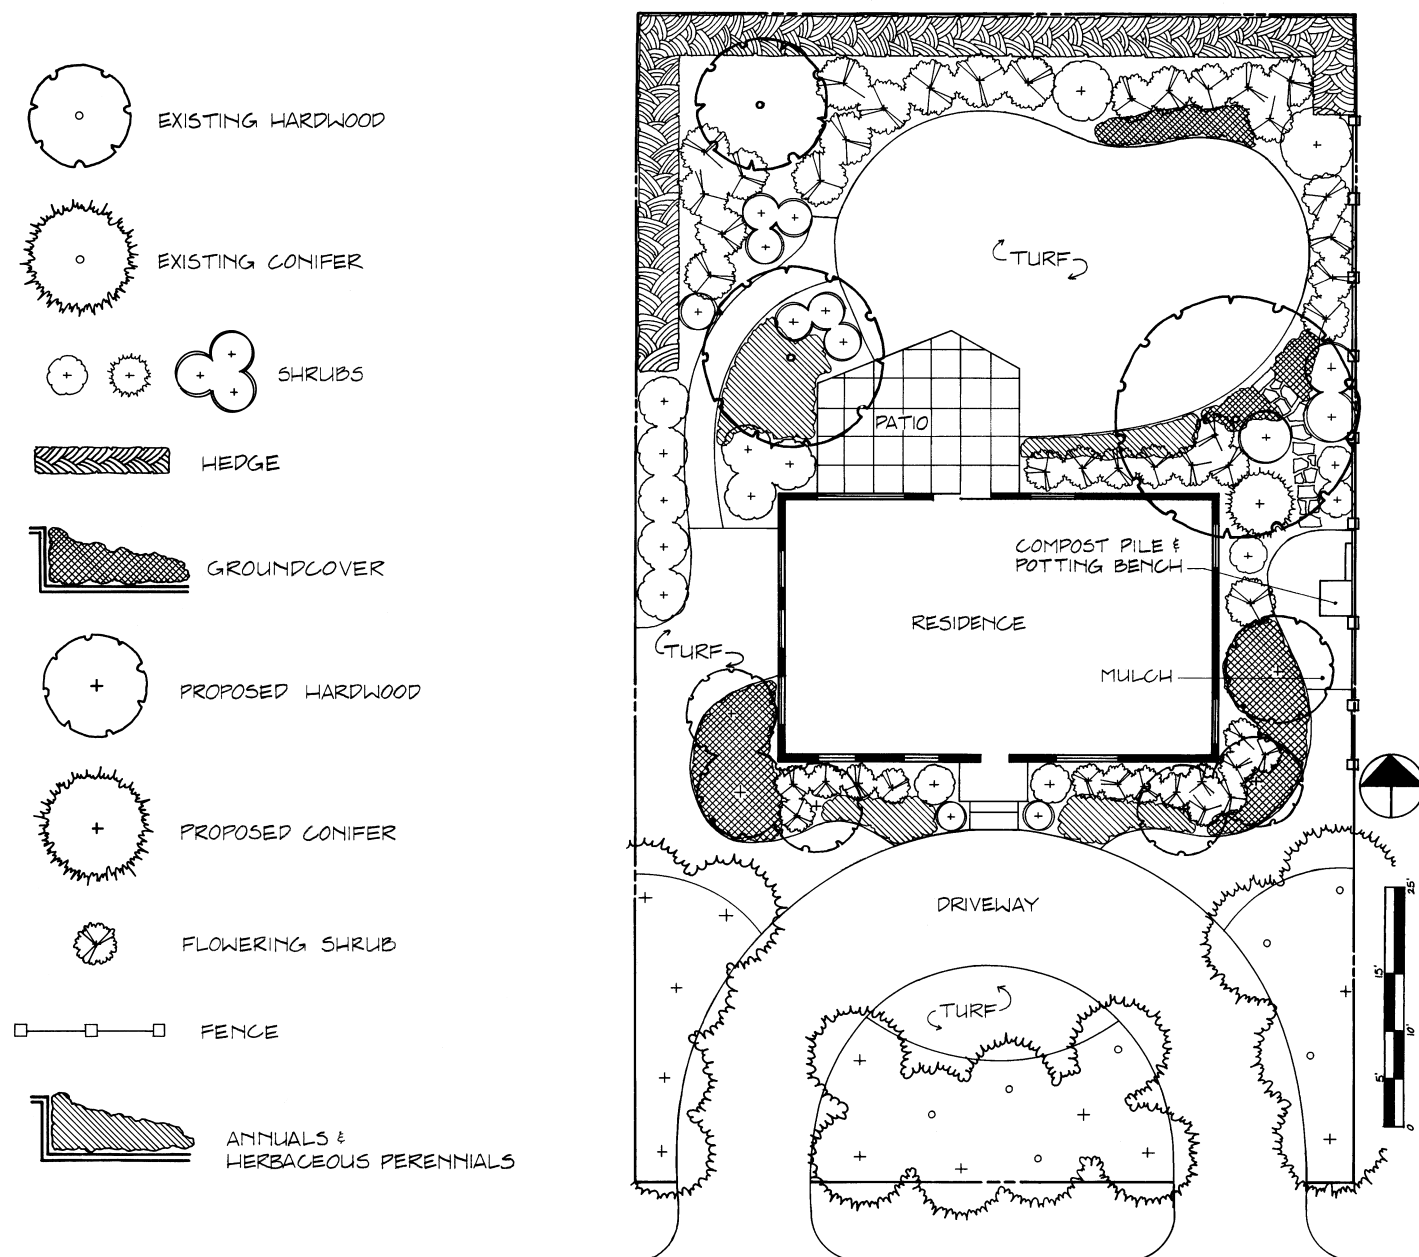 EXISTING HARDWOOD
EXISTING CONIFER
SHRUBS
HEDGE
GROUNDCOVER
PROPOSED HARDWOOD
PROPOSED CONIFER
FLOWERING SHRUB
FENCE
ANNUALS &
HERBACEOUS PERENNIALS
TURF
PATIO
COMPOST PILE &
POTTING BENCH
RESIDENCE
TURF
MULCH
DRIVEWAY
TURF
25'
15'
10'
5'
0